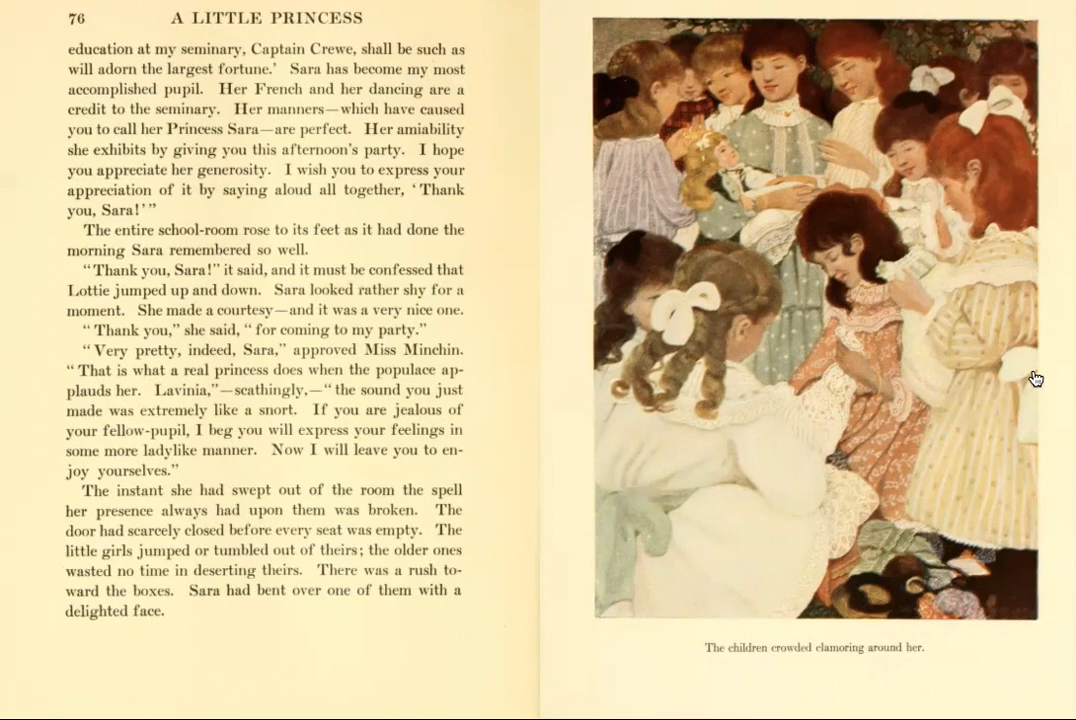 76 A LITTLE PRINCESS
education at my seminary, Captain Crewe, shall be such as
will adorn the largest fortune.' Sara has become my most
accomplished pupil. Her French and her dancing are a
credit to the seminary. Her manners—which have caused
you to call her Princess Sara—are perfect. Her amiability
she exhibits by giving you this afternoon's party. I hope
you appreciate her generosity. I wish you to express your
appreciation of it by saying aloud all together, ‘Thank
you, Sara!’”
The entire school-room rose to its feet as it had done the
morning Sara remembered so well.
“Thank you, Sara!” it said, and it must be confessed that
Lottie jumped up and down. Sara looked rather shy for a
moment. She made a courtesy—and it was a very nice one.
“Thank you,” she said, “for coming to my party.”
“Very pretty, indeed, Sara,” approved Miss Minchin.
“That is what a real princess does when the populace ap-
plauds her. Lavinia,”—scathingly,—“the sound you just
made was extremely like a snort. If you are jealous of
your fellow-pupil, I beg you will express your feelings in
some more ladylike manner. Now I will leave you to en-
joy yourselves.”
The instant she had swept out of the room the spell
her presence always had upon them was broken. The
door had scarcely closed before every seat was empty. The
little girls jumped or tumbled out of theirs; the older ones
wasted no time in deserting theirs. There was a rush to-
ward the boxes. Sara had bent over one of them with a
delighted face.
The children crowded clamoring around her.